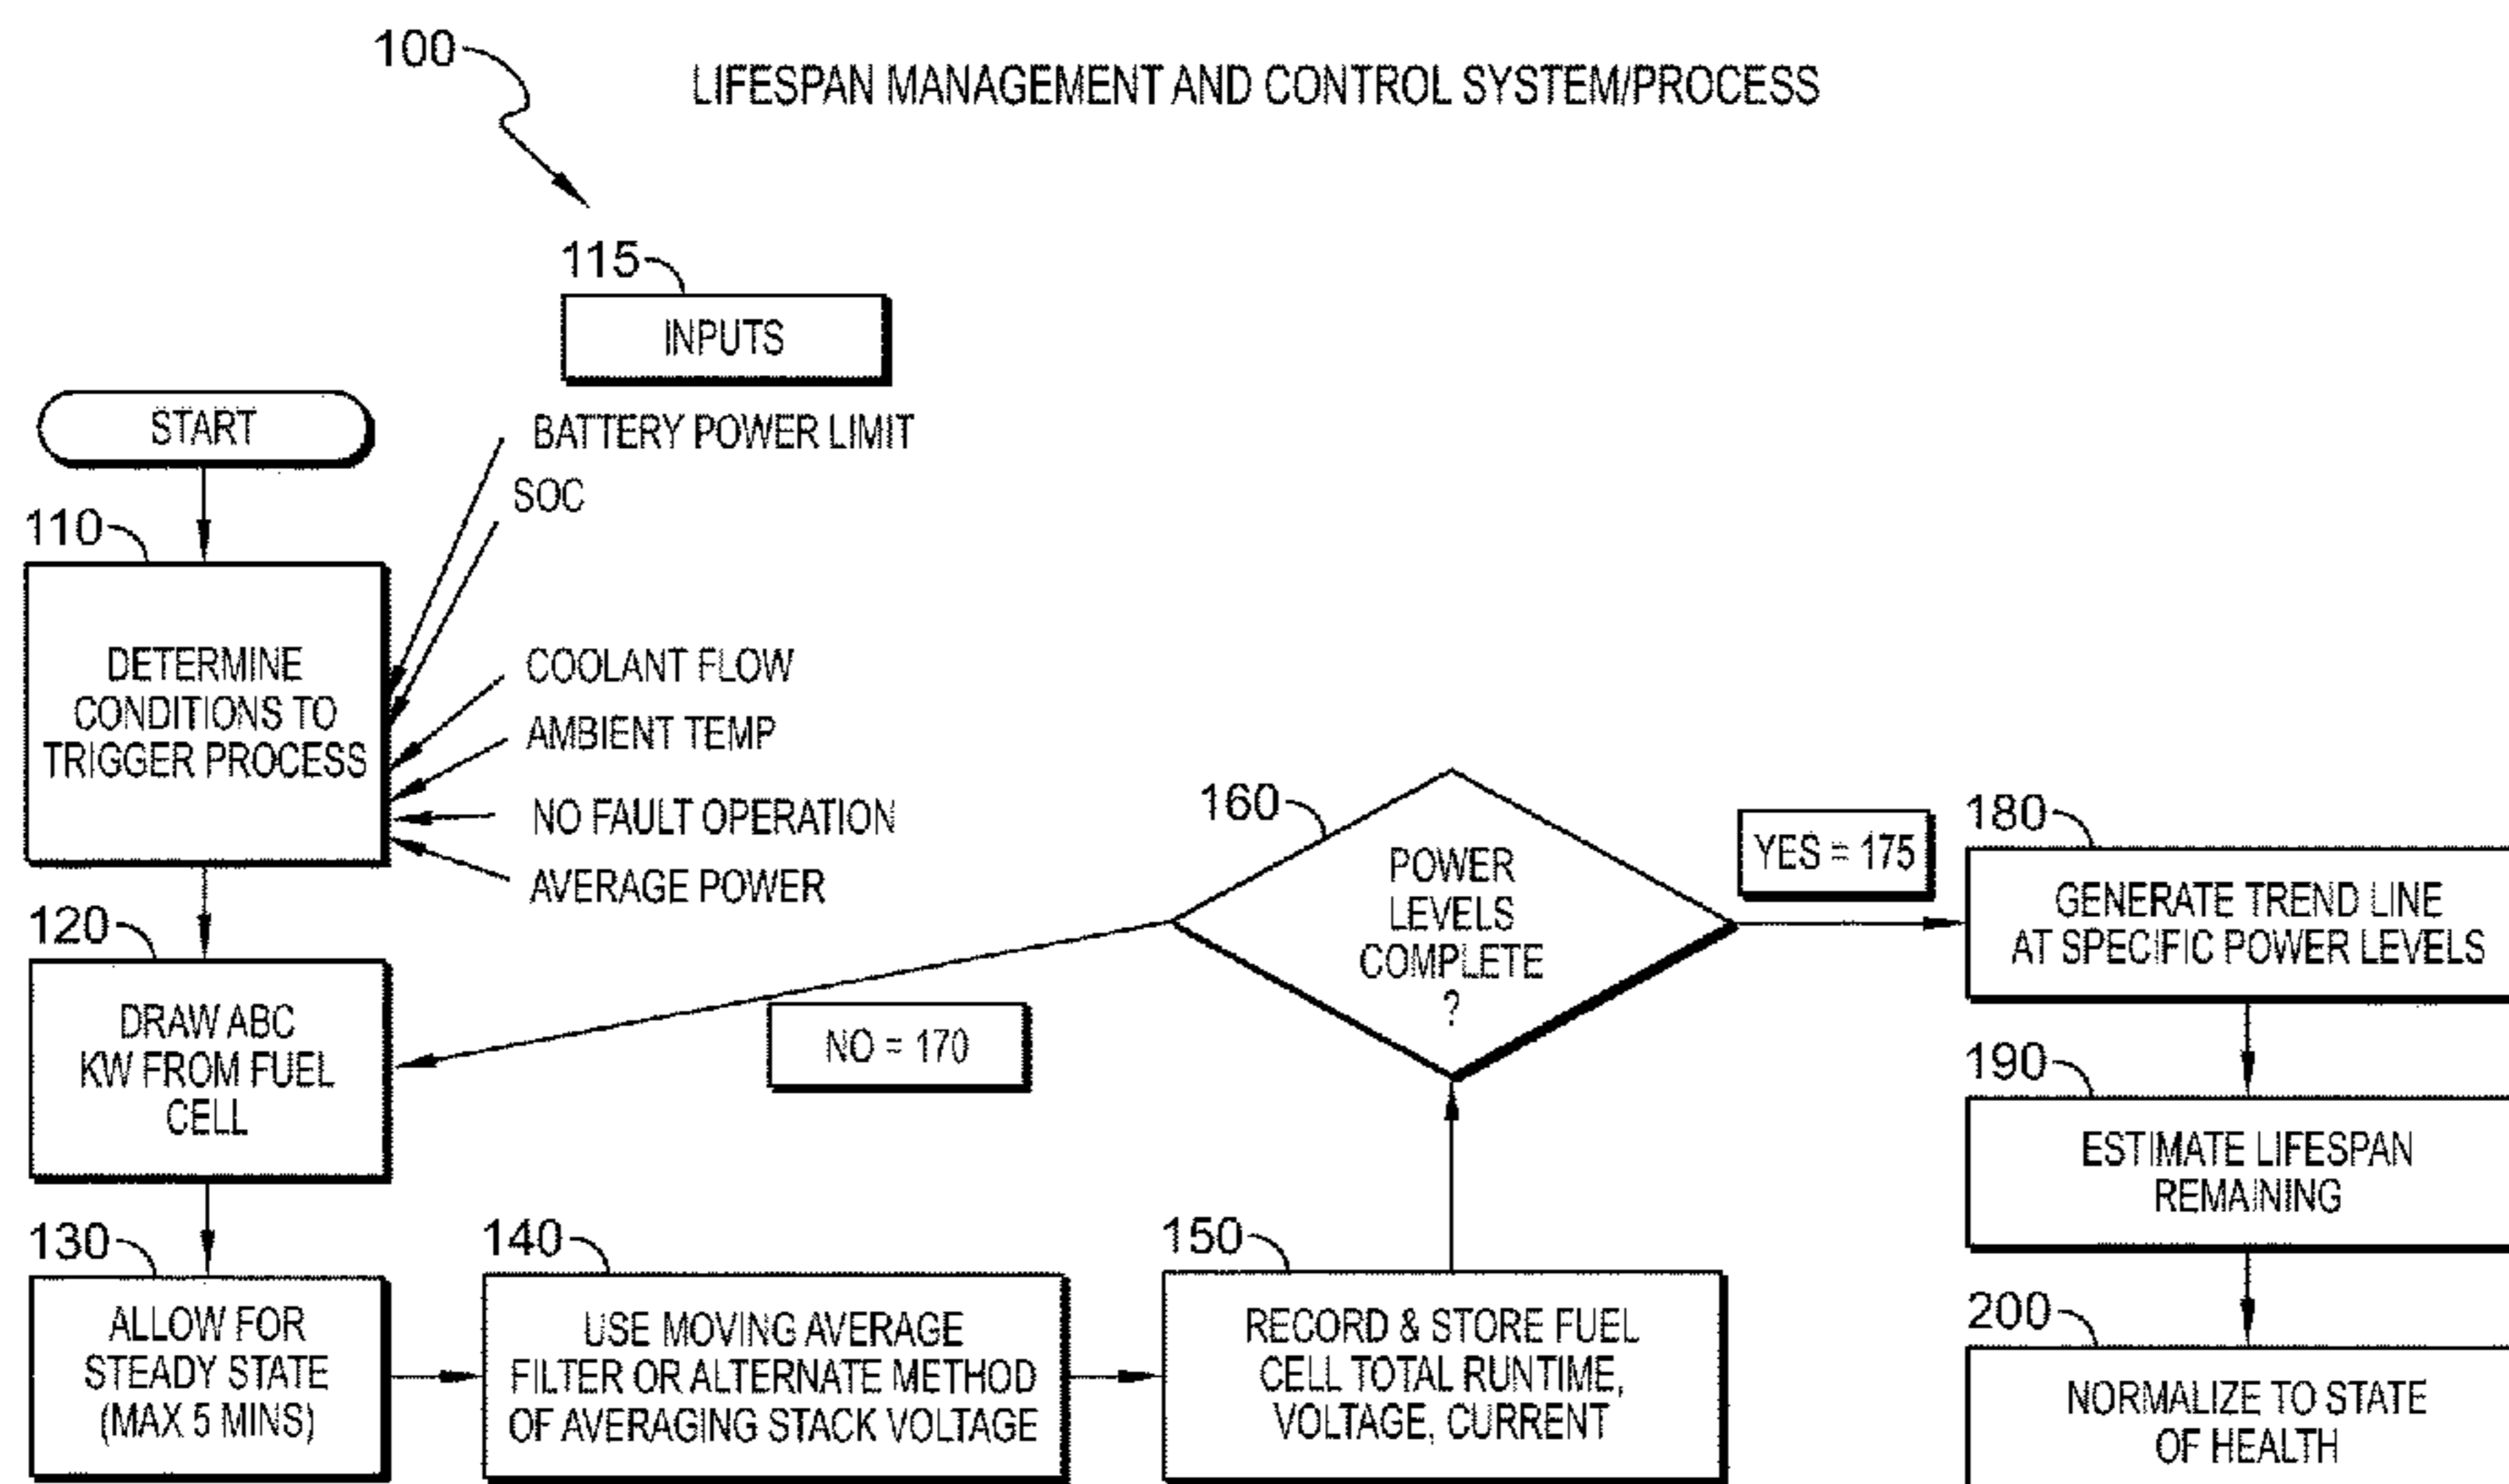 100
LIFESPAN MANAGEMENT AND CONTROL SYSTEM/PROCESS
115
INPUTS
START
BATTERY POWER LIMIT
SOC
110
DETERMINE
CONDITIONS TO
TRIGGER PROCESS
COOLANT FLOW
AMBIENT TEMP
NO FAULT OPERATION
AVERAGE POWER
120
DRAW ABC
KW FROM FUEL
CELL
130
ALLOW FOR
STEADY STATE
(MAX 5 MINS)
140
USE MOVING AVERAGE
FILTER OR ALTERNATE METHOD
OF AVERAGING STACK VOLTAGE
150
RECORD & STORE FUEL
CELL TOTAL RUNTIME,
VOLTAGE, CURRENT
160
POWER
LEVELS
COMPLETE
?
NO = 170
YES = 175
180
GENERATE TREND LINE
AT SPECIFIC POWER LEVELS
190
ESTIMATE LIFESPAN
REMAINING
200
NORMALIZE TO STATE
OF HEALTH